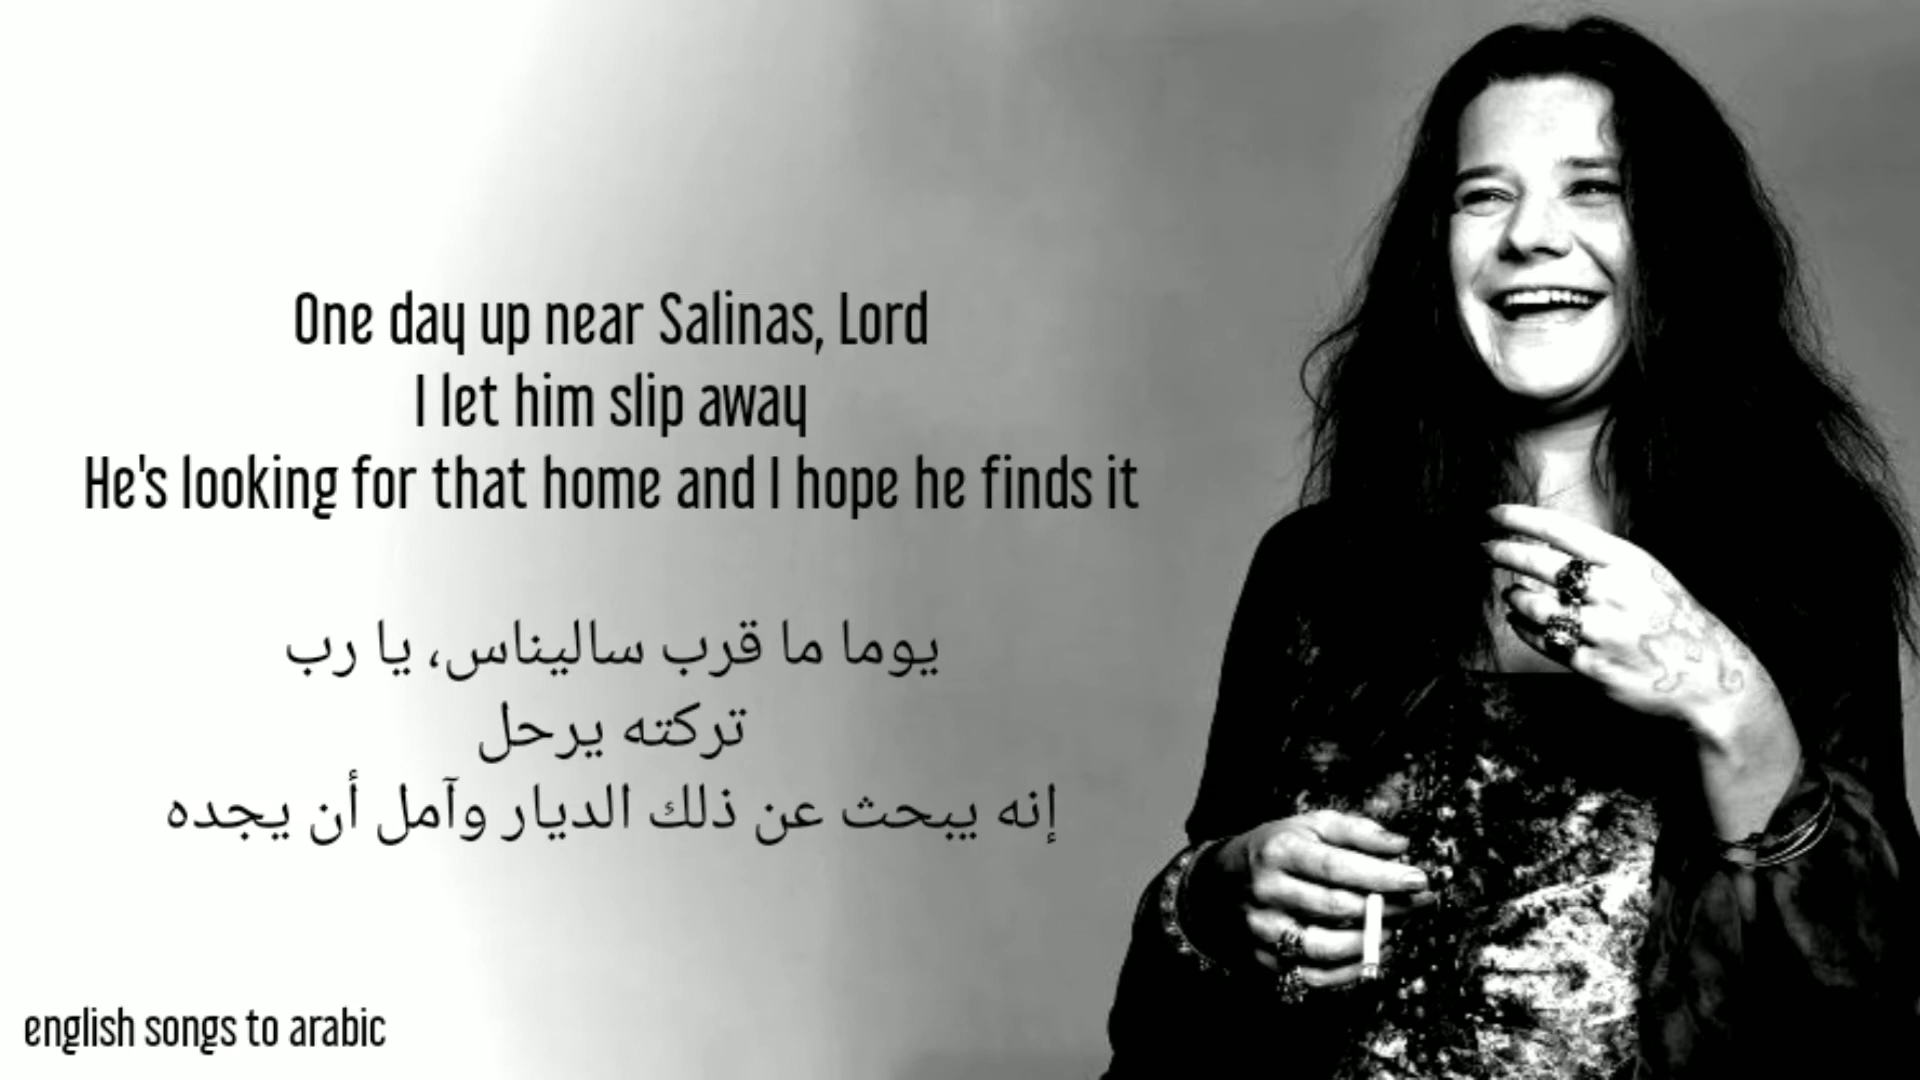 One day up near Salinas, Lord
I let him slip away
He's looking for that home and I hope he finds it
يوما ما قرب ساليناس، يا رب
تركته يرحل
إنه يبحث عن ذلك الديار وآمل أن يجده
english songs to arabic